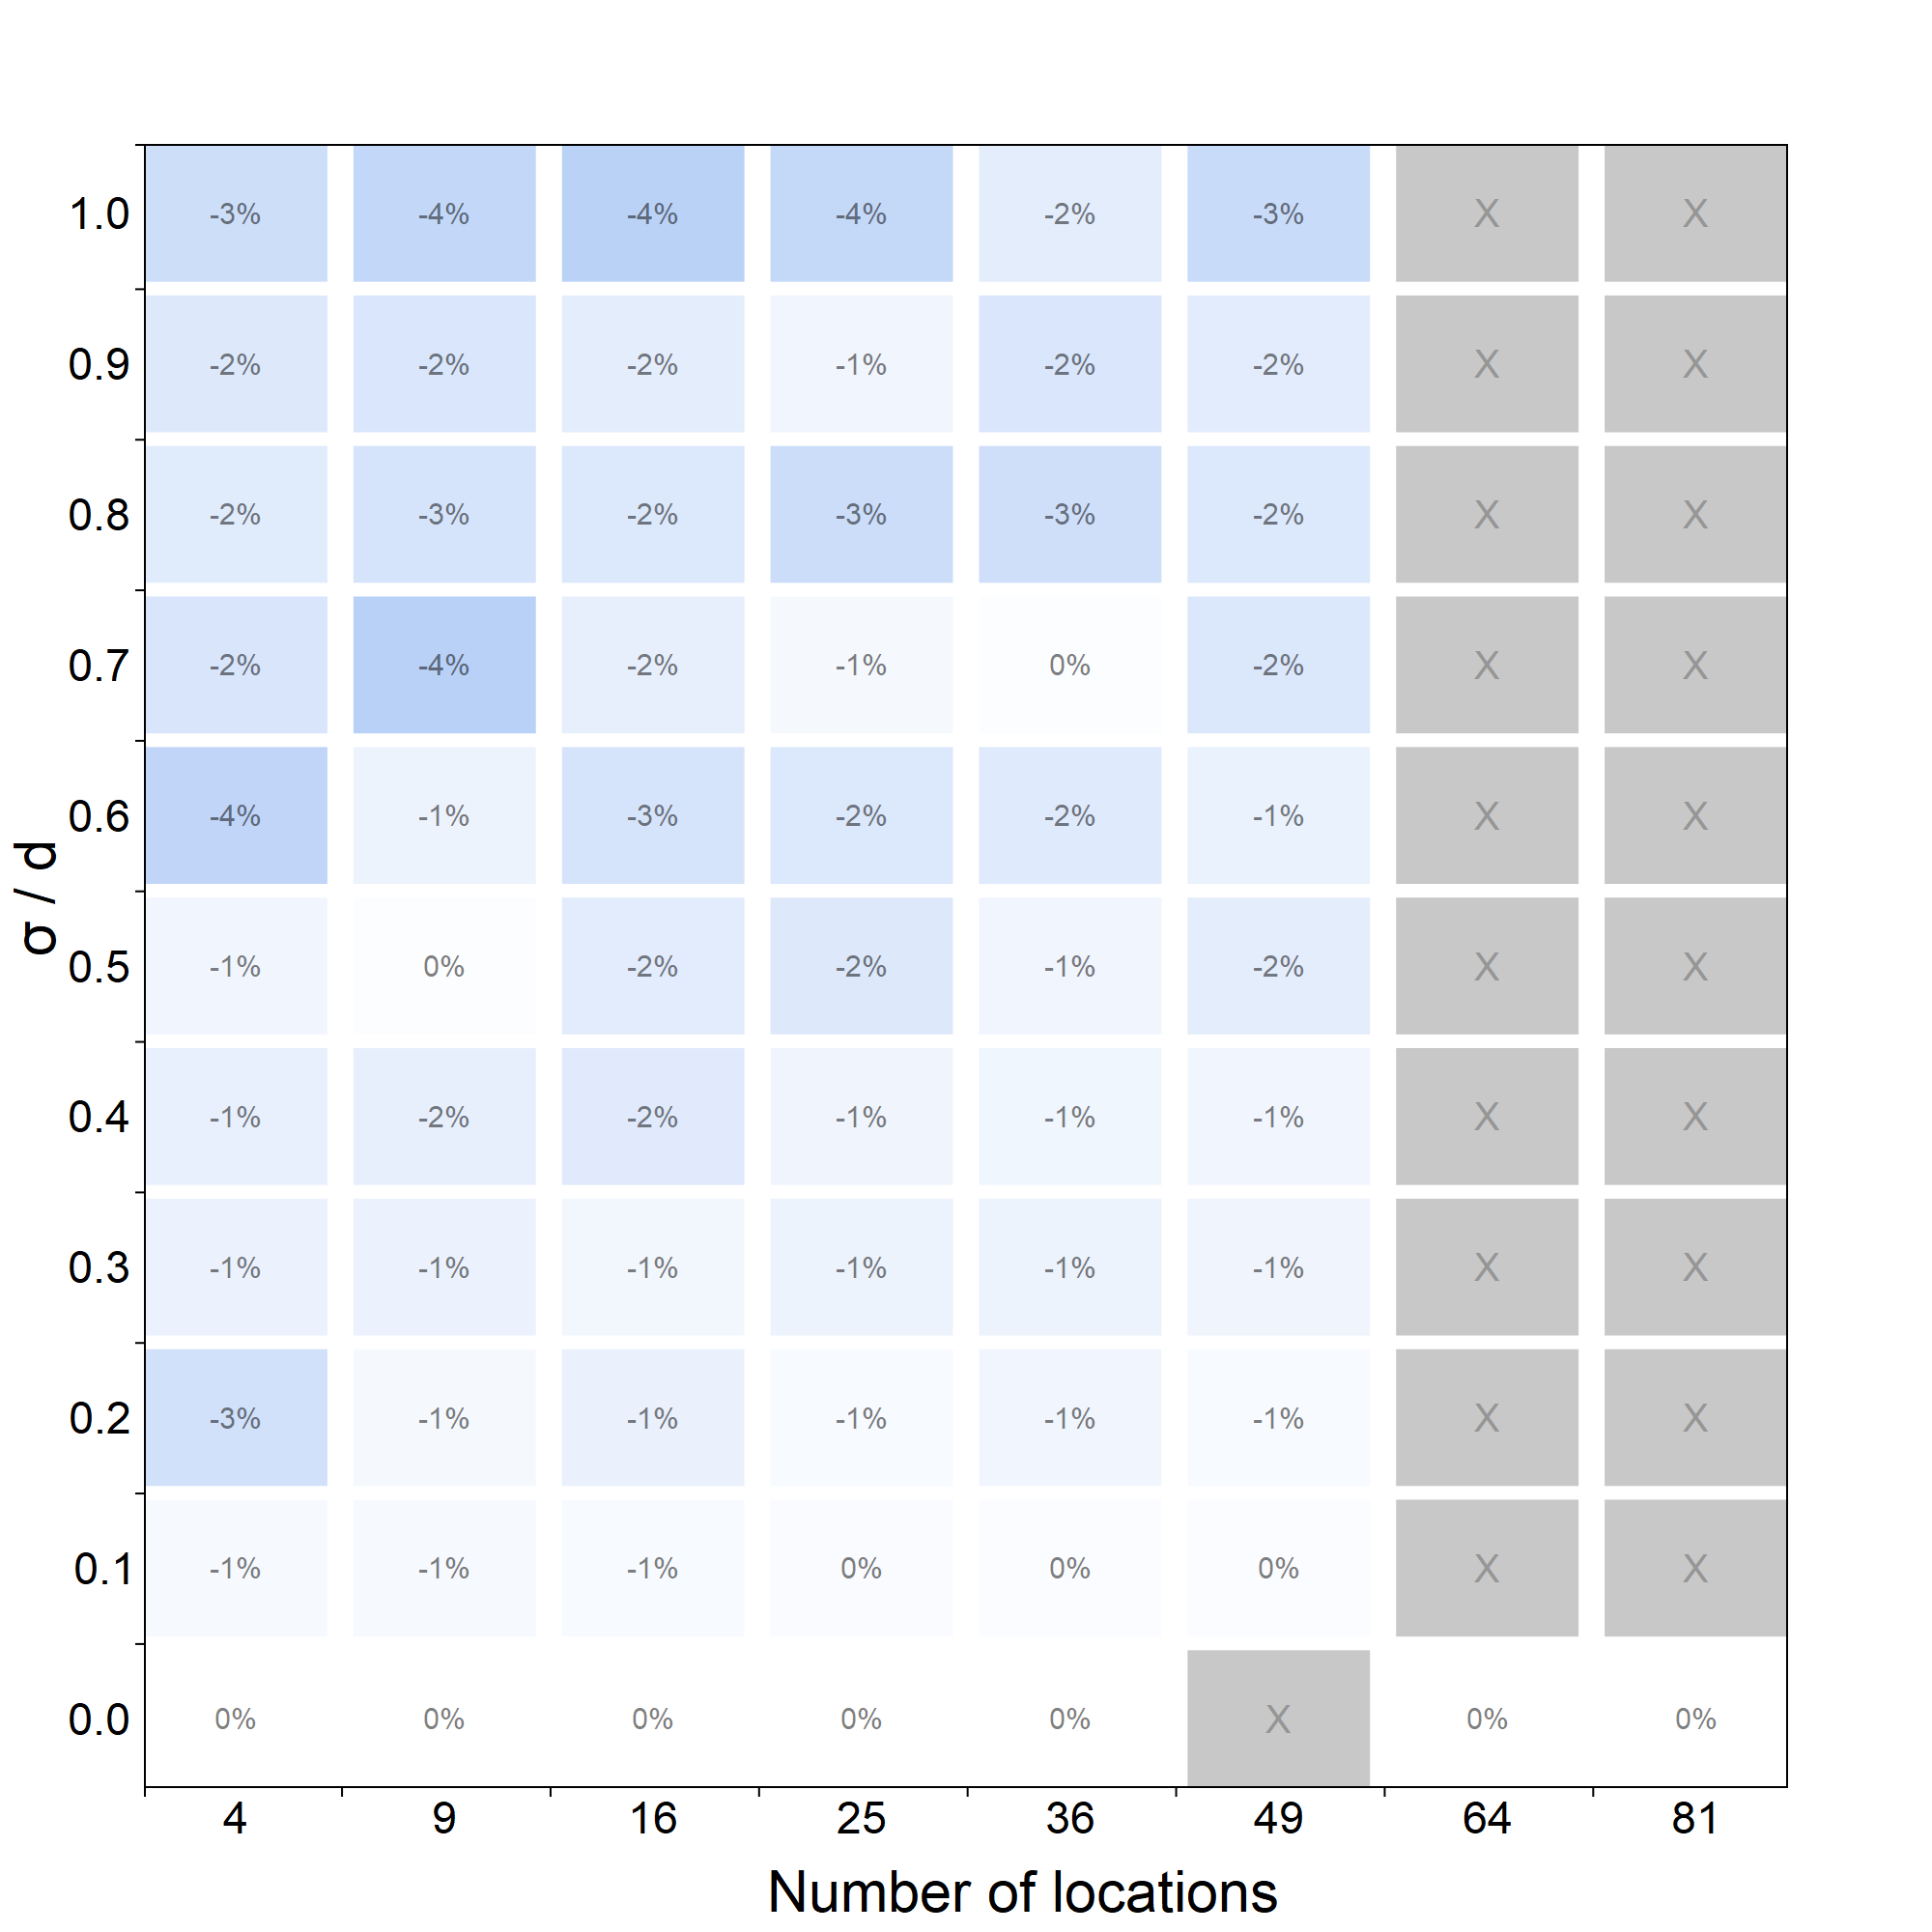 1.0 -3% -4% -4% -4% -2% -3% X X
0.9 -2% -2% -2% -1% -2% -2% X X
0.8 -2% -3% -2% -3% -3% -2% X X
0.7 -2% -4% -2% -1% 0% -2% X X
0.6 -4% -1% -3% -2% -2% -1% X X
σ / d
0.5 -1% 0% -2% -2% -1% -2% X X
0.4 -1% -2% -2% -1% -1% -1% X X
0.3 -1% -1% -1% -1% -1% -1% X X
0.2 -3% -1% -1% -1% -1% -1% X X
0.1 -1% -1% -1% 0% 0% 0% X X
0.0 0% 0% 0% 0% 0% X 0% 0%
4 9 16 25 36 49 64 81
Number of locations